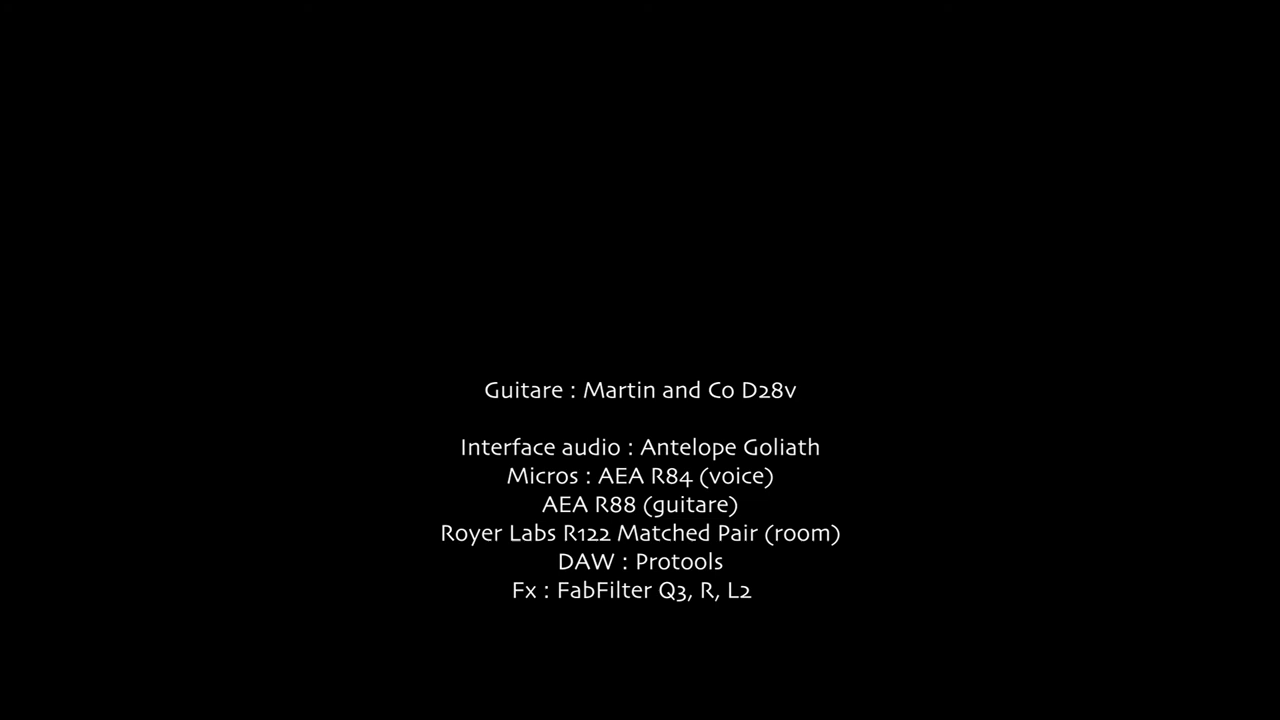 Guitare : Martin and Co D28v
Interface audio : Antelope Goliath
Micros : AEA R84 (voice)
AEA R88 (guitare)
Royer Labs R122 Matched Pair (room)
DAW : Protools
Fx : FabFilter Q3, R, L2